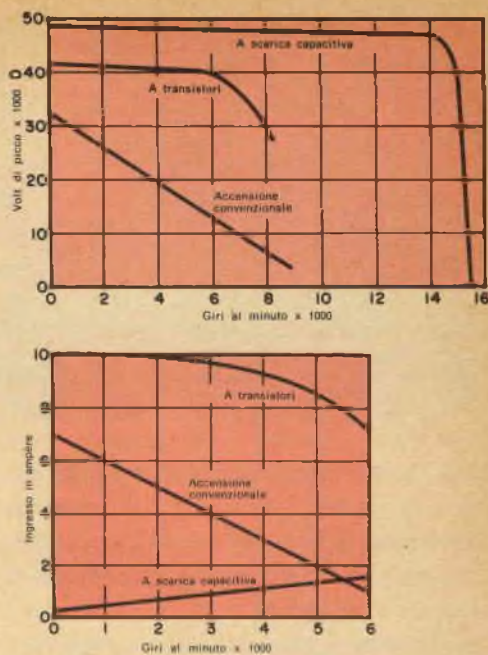 50
A scarica capacitiva
Volt di picco x 1000 D
40
A transistori
30
Accensione
convenzionale
20
10
0
0 2 4 6 8 10 12 14 16
Giri al minuto x 1000
10
A transistori
Ingresso in ampère
8
6
Accensione
convenzionale
4
2
A scarica capacitiva
0
0 1 2 3 4 5 6
Giri al minuto x 1000